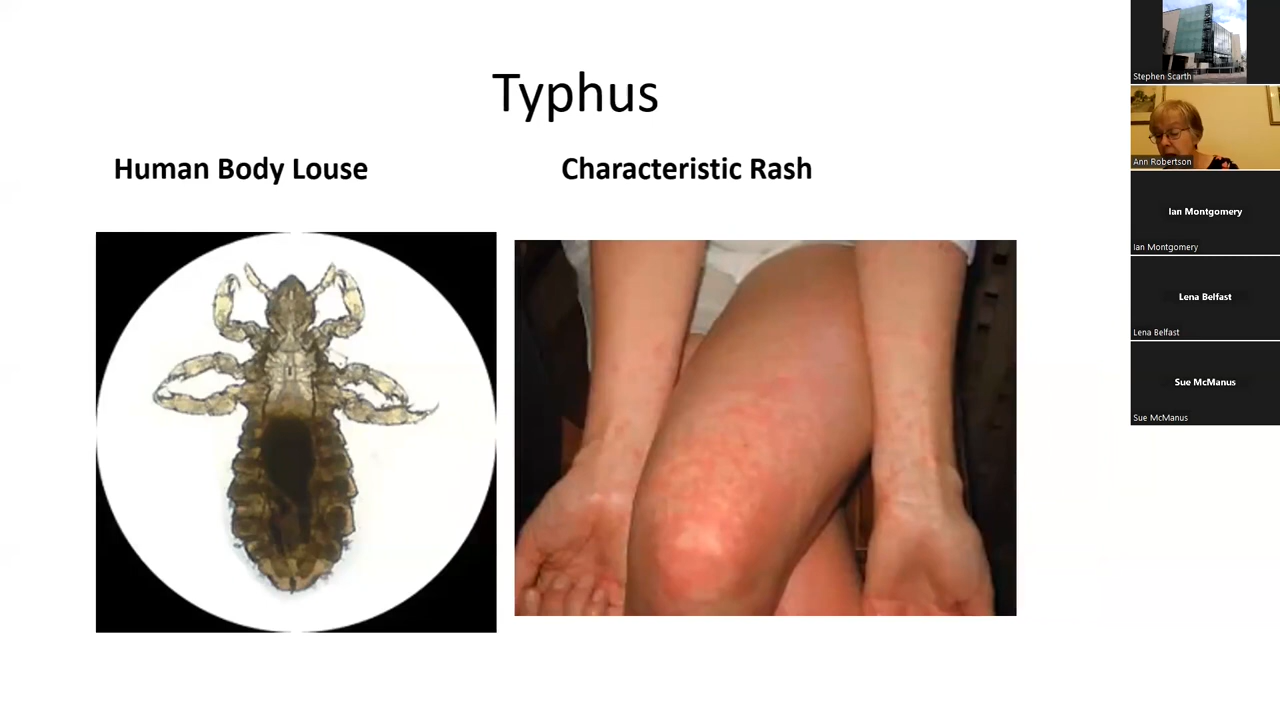 Typhus
Human Body Louse
Characteristic Rash
Stephen Scarth
Ann Robertson
Ian Montgomery
Ian Montgomery
Lena Belfast
Lena Belfast
Sue McManus
Sue McManus